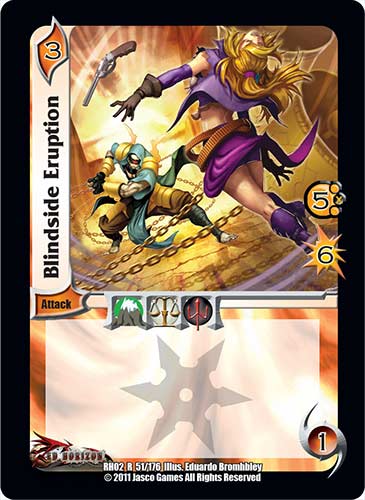 3
Blindside Eruption
5
6
Attack
RED HORIZON
1
RH02 R 51/176 Illus. Eduardo Bromhbley
© 2011 Jasco Games All Rights Reserved